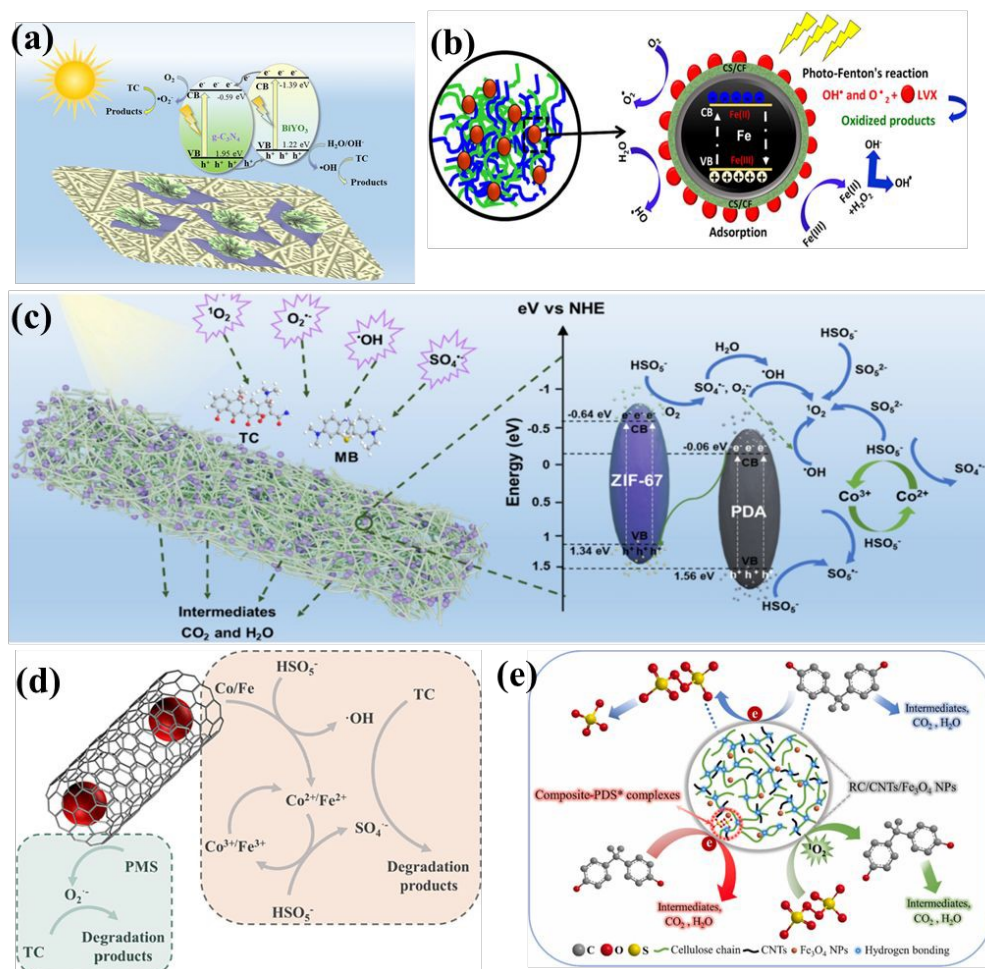 (a)
O₂
TC
Products
•O₂⁻
CB
e⁻ e⁻ e⁻
-0.59 eV
g-C₃N₄
VB
1.95 eV
h⁺ h⁺ h⁺
e⁻
CB
e⁻ e⁻ e⁻
-1.39 eV
BiYO₃
VB
1.22 eV
h⁺ h⁺ h⁺
H₂O/OH⁻
•OH
TC
Products
(b)
O₂
O₂•
H₂O
•HO
CS/CF
CB
Fe(II)
Fe
VB
Fe(III)
CS/CF
Adsorption
Photo-Fenton's reaction
OH• and O•₂ + LVX
Oxidized products
Fe(III)
Fe(II)
+H₂O₂
OH⁻
OH•
(c)
¹O₂
O₂•⁻
•OH
SO₄•⁻
TC
MB
Intermediates
CO₂ and H₂O
eV vs NHE
Energy (eV)
-1
-0.5
0
0.5
1
1.5
-0.64 eV
-0.06 eV
1.34 eV
1.56 eV
e⁻ e⁻ e⁻
CB
ZIF-67
VB
h⁺ h⁺ h⁺
e⁻ e⁻ e⁻
CB
PDA
VB
h⁺ h⁺ h⁺
HSO₅⁻
O₂
SO₄•⁻, O₂•⁻
H₂O
•OH
HSO₅⁻
SO₅²⁻
¹O₂
SO₅²⁻
•OH
HSO₅⁻
SO₄•⁻
Co³⁺
Co²⁺
HSO₅⁻
SO₅•⁻
HSO₅⁻
(d)
Co/Fe
HSO₅⁻
TC
·OH
Co²⁺/Fe²⁺
SO₄·⁻
Co³⁺/Fe³⁺
HSO₅⁻
Degradation
products
PMS
O₂·⁻
TC
Degradation
products
(e)
e
Intermediates,
CO₂, H₂O
RC/CNTs/Fe₃O₄ NPs
Composite-PDS* complexes
e
¹O₂
Intermediates,
CO₂, H₂O
Intermediates,
CO₂, H₂O
C O S Cellulose chain CNTs Fe₃O₄ NPs Hydrogen bonding